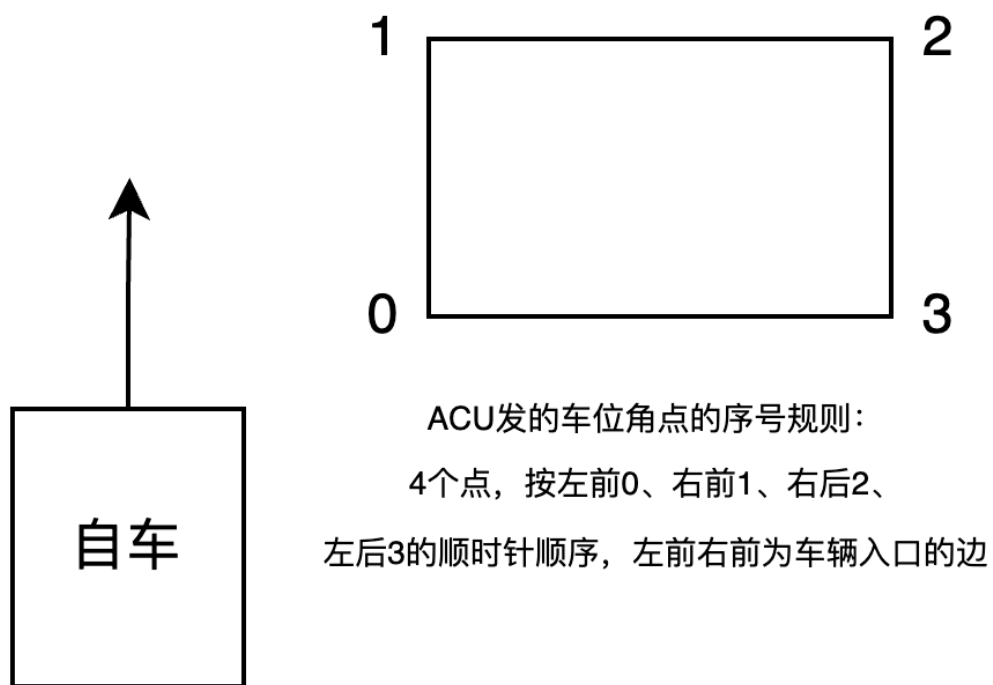 1
2
0
3
ACU发的车位角点的序号规则：
4个点，按左前0、右前1、右后2、
左后3的顺时针顺序，左前右前为车辆入口的边
自车